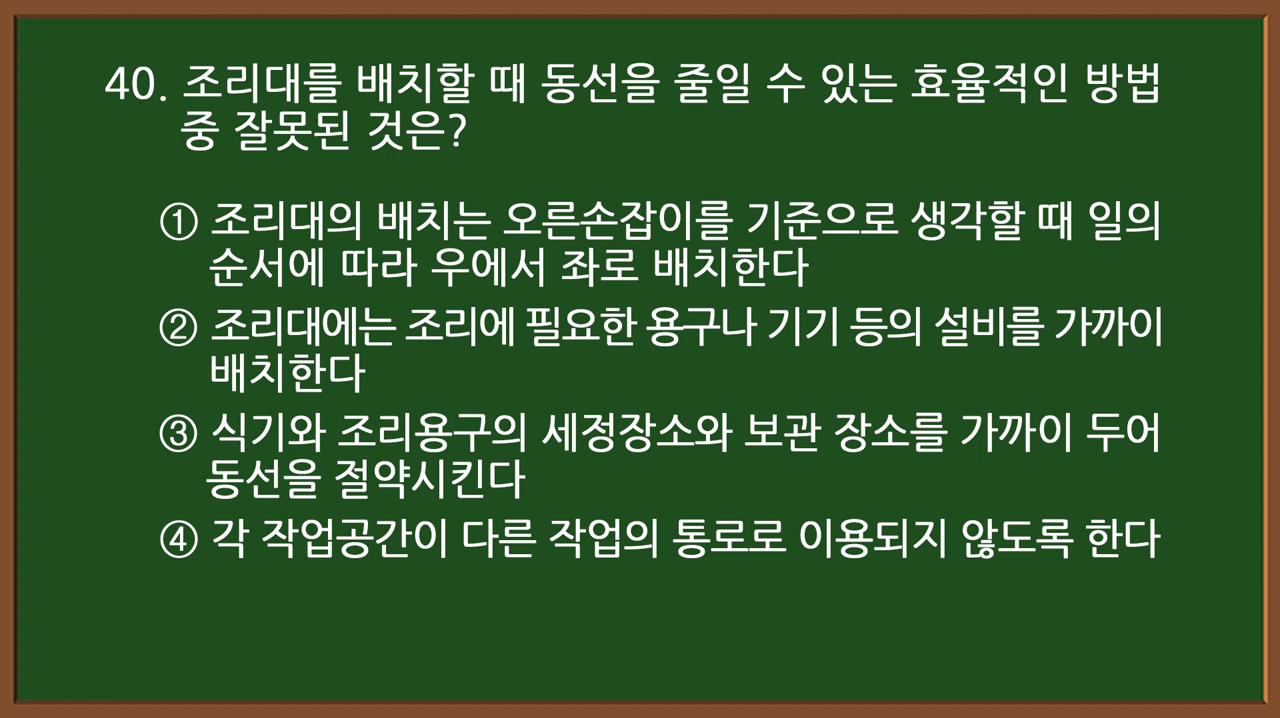 40. 조리대를 배치할 때 동선을 줄일 수 있는 효율적인 방법
중 잘못된 것은?
① 조리대의 배치는 오른손잡이를 기준으로 생각할 때 일의
순서에 따라 우에서 좌로 배치한다
② 조리대에는 조리에 필요한 용구나 기기 등의 설비를 가까이
배치한다
③ 식기와 조리용구의 세정장소와 보관 장소를 가까이 두어
동선을 절약시킨다
④ 각 작업공간이 다른 작업의 통로로 이용되지 않도록 한다